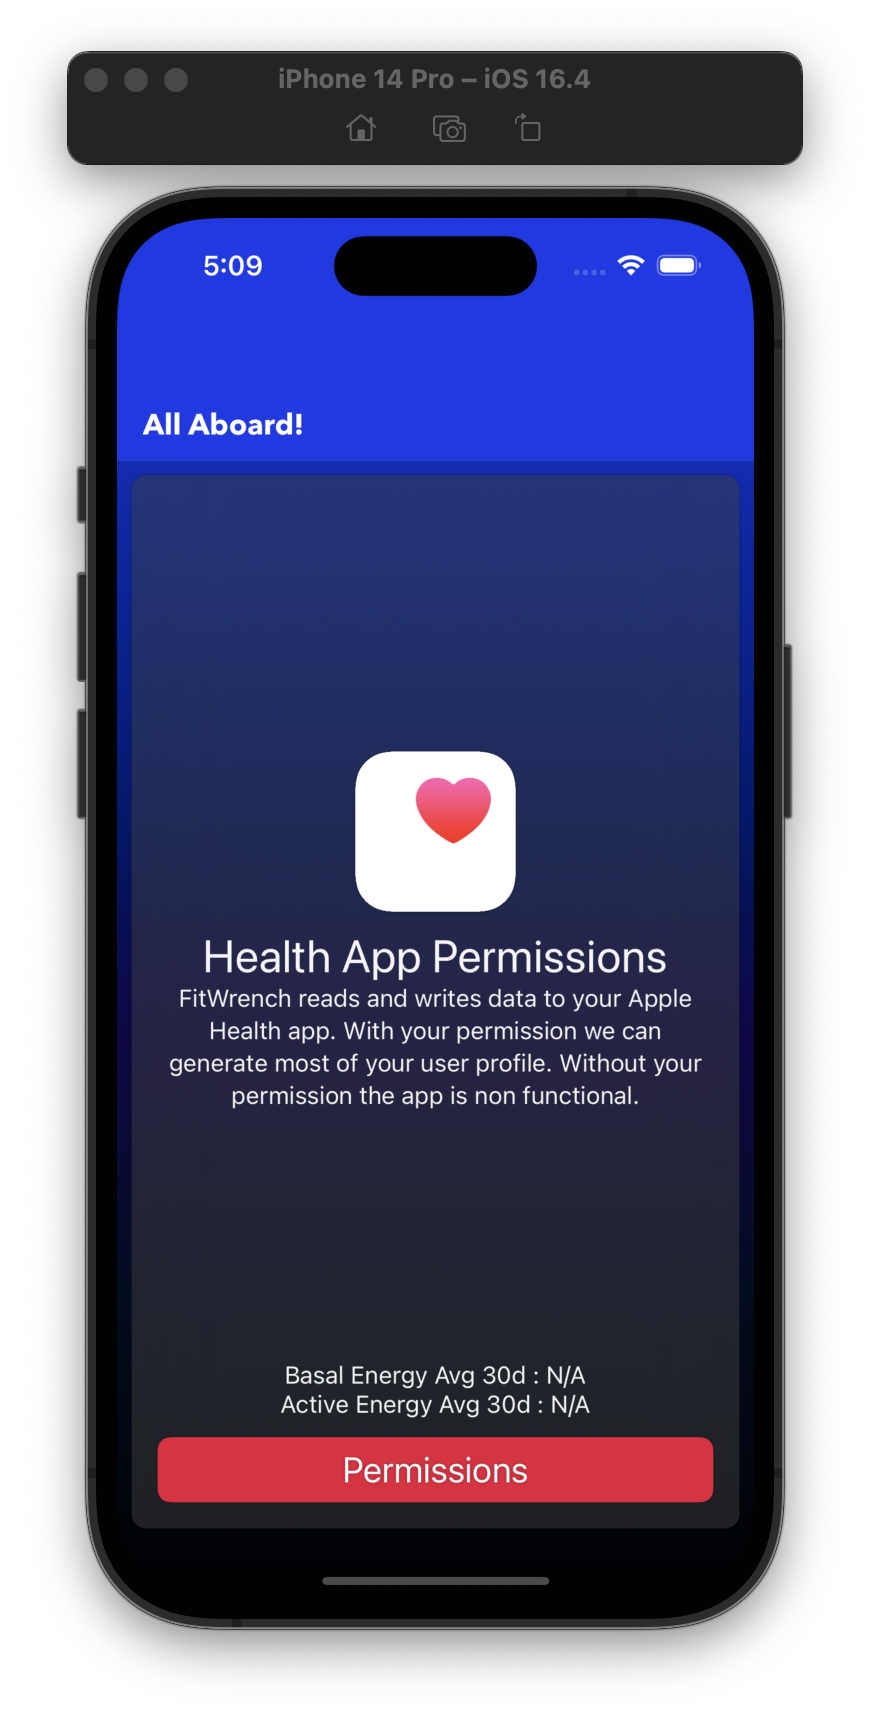 iPhone 14 Pro – iOS 16.4
5:09
All Aboard!
Health App Permissions
FitWrench reads and writes data to your Apple
Health app. With your permission we can
generate most of your user profile. Without your
permission the app is non functional.
Basal Energy Avg 30d : N/A
Active Energy Avg 30d : N/A
Permissions